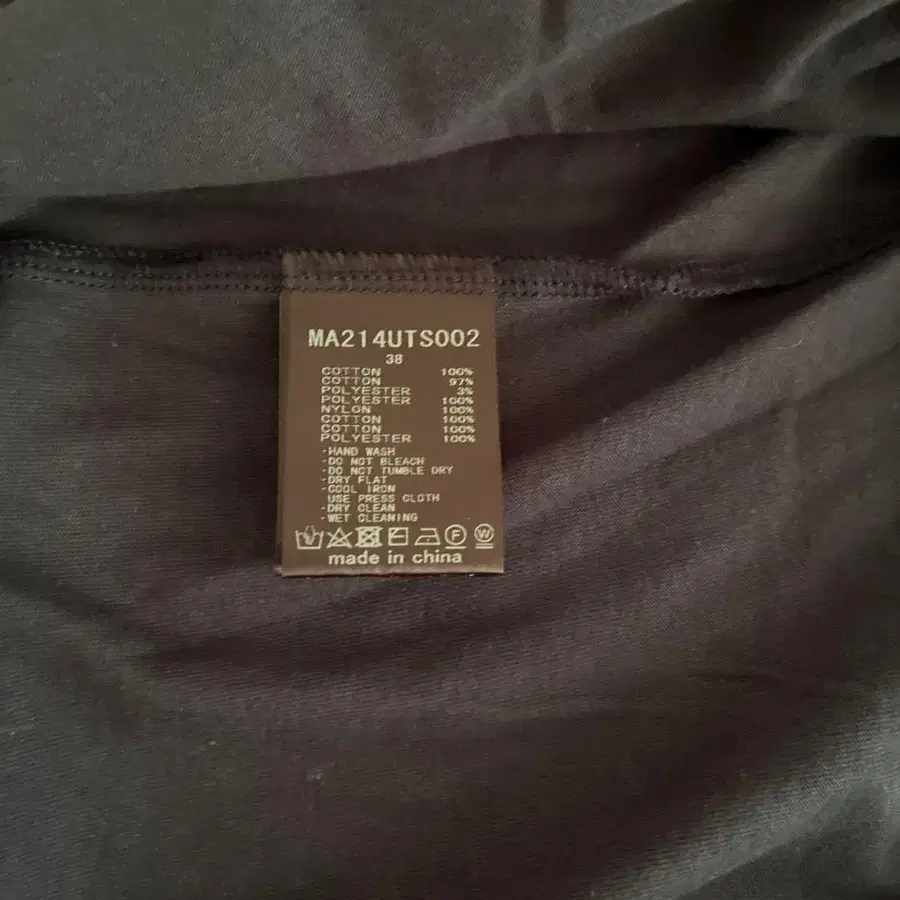 MA214UTS002
38
COTTON 100%
COTTON 97%
POLYESTER 3%
POLYESTER 100%
NYLON 100%
COTTON 100%
COTTON 100%
POLYESTER 100%
-HAND WASH
-DO NOT BLEACH
-DO NOT TUMBLE DRY
-DRY FLAT
-COOL IRON
USE PRESS CLOTH
-DRY CLEAN
-WET CLEANING
F W
made in china